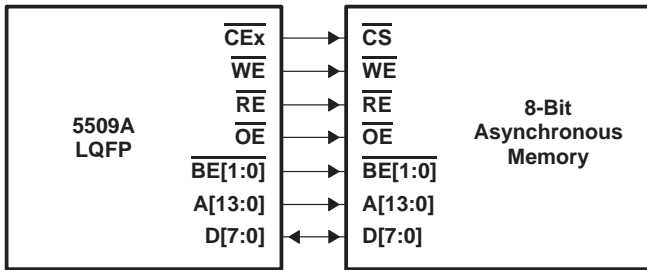 5509A
LQFP
CEx
WE
RE
OE
BE[1:0]
A[13:0]
D[7:0]
CS
WE
RE
OE
BE[1:0]
A[13:0]
D[7:0]
8-Bit
Asynchronous
Memory